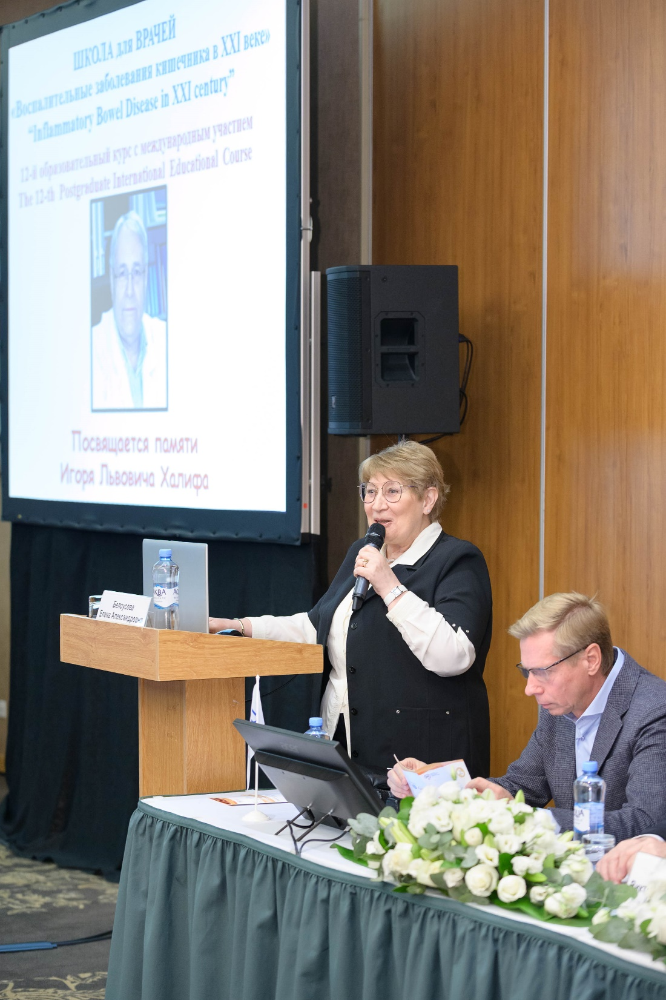 ШКОЛА для ВРАЧЕЙ
«Воспалительные заболевания кишечника в XXI веке»
“Inflammatory Bowel Disease in XXI century”
12-й образовательный курс с международным участием
The 12-th Postgraduate International Educational Course
Посвящается памяти
Игоря Львовича Халифа
Белоусова
Елена Александровна